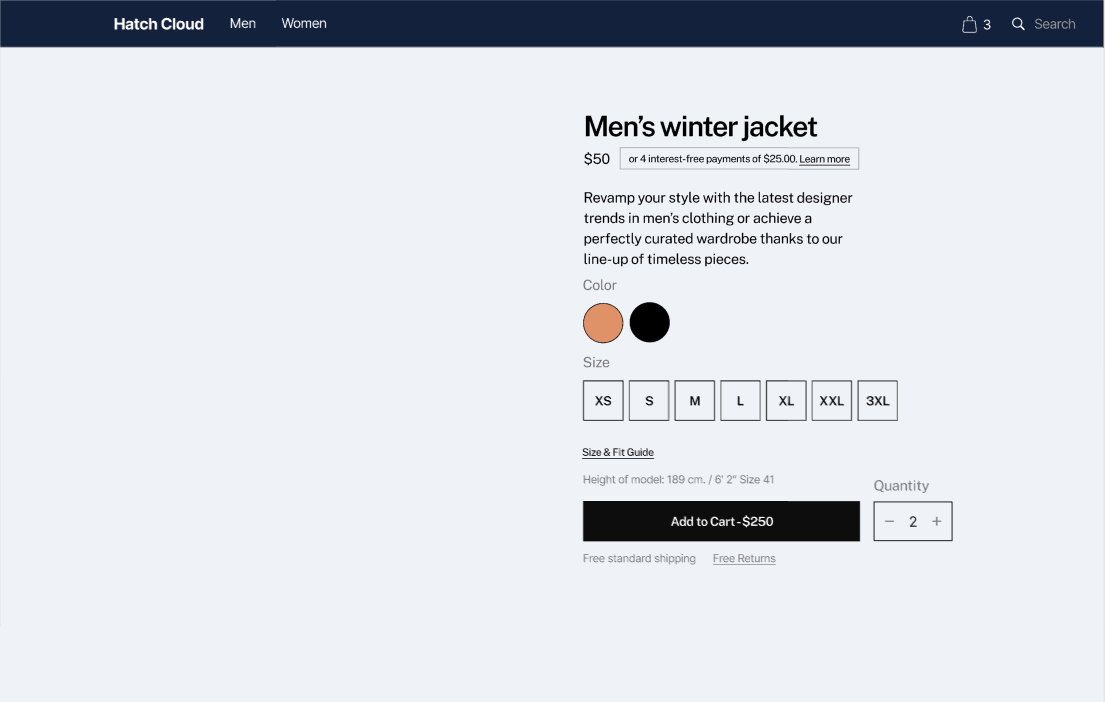 Hatch Cloud Men Women 3 Search
Men’s winter jacket
$50 or 4 interest-free payments of $25.00. Learn more
Revamp your style with the latest designer
trends in men’s clothing or achieve a
perfectly curated wardrobe thanks to our
line-up of timeless pieces.
Color
Size
XS S M L XL XXL 3XL
Size & Fit Guide
Height of model: 189 cm. / 6’ 2” Size 41
Quantity
Add to Cart - $250
− 2 +
Free standard shipping Free Returns